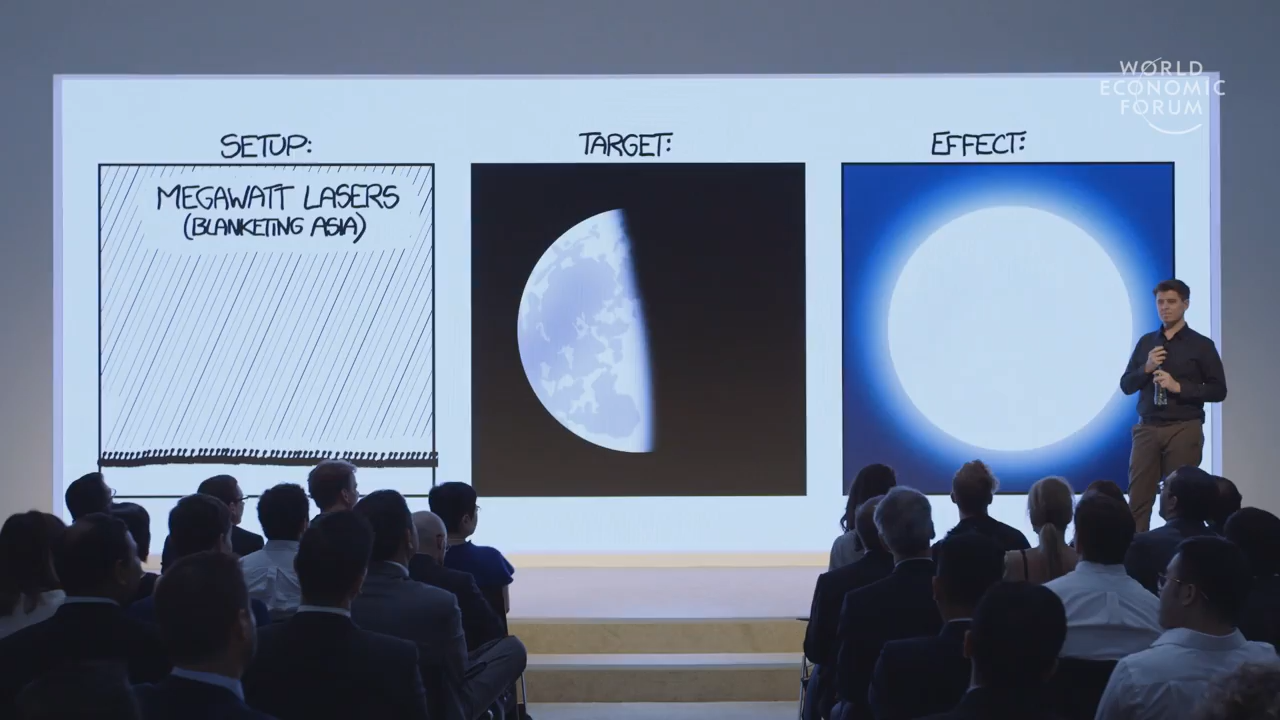 WORLD
ECONOMIC
FORUM
SETUP:
TARGET:
EFFECT:
MEGAWATT LASERS
(BLANKETING ASIA)